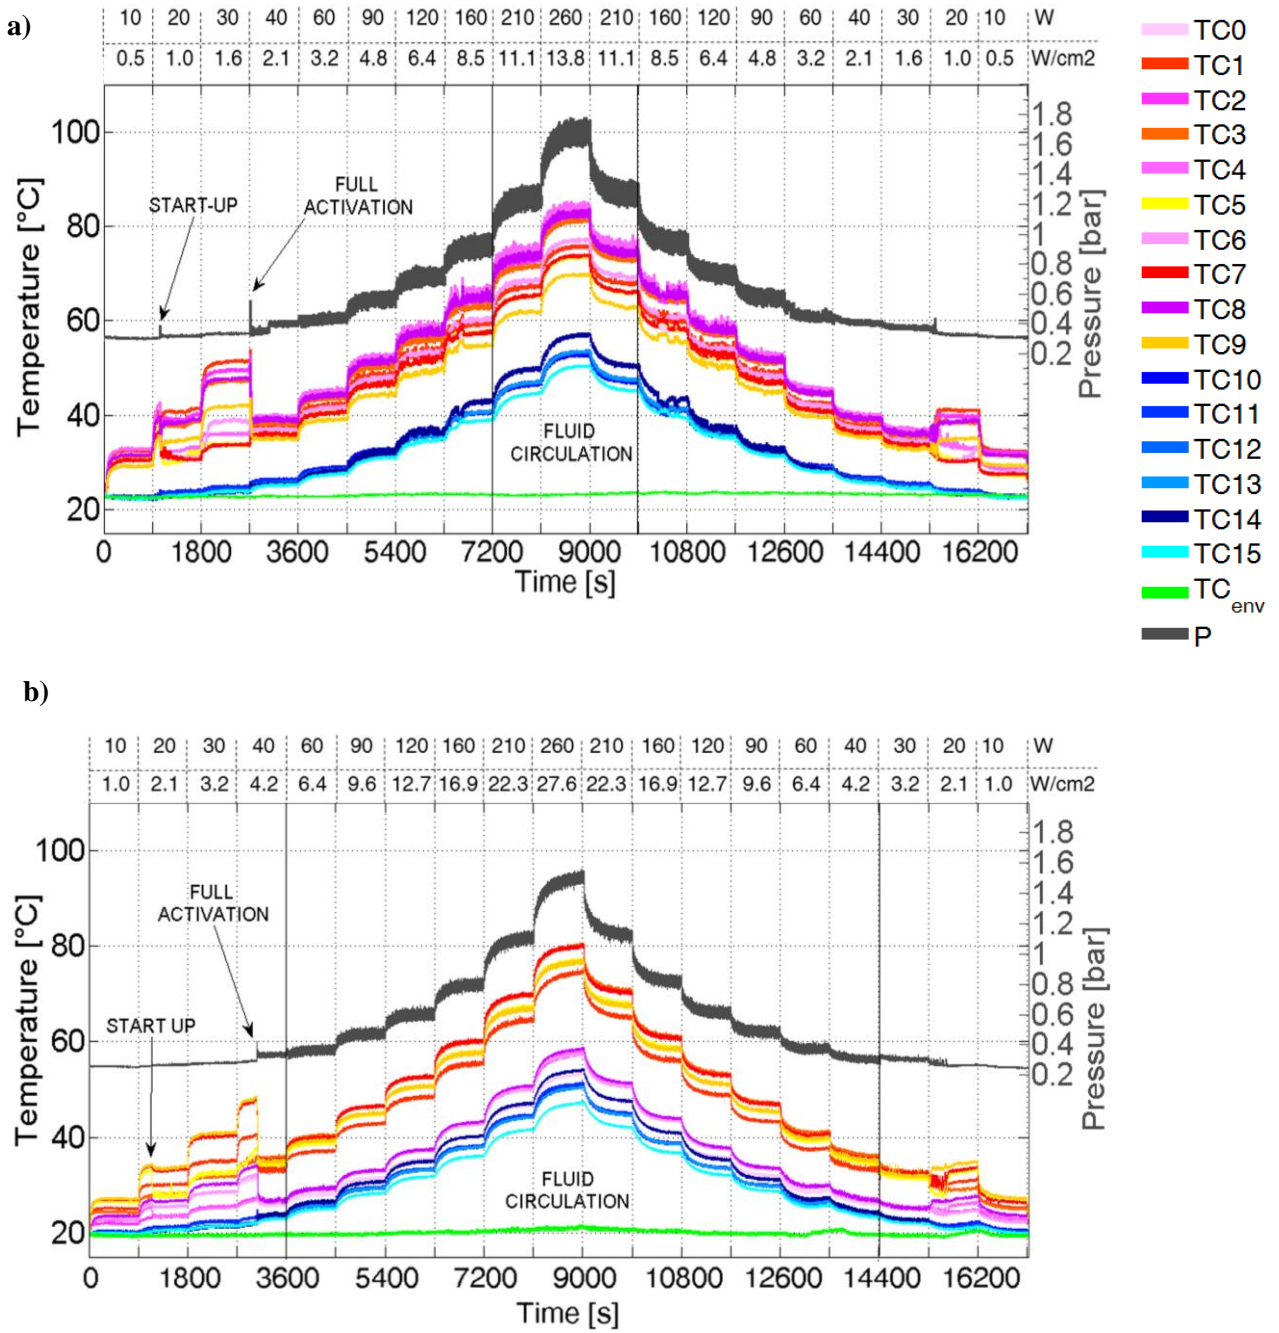 a)
10 20 30 40 60 90 120 160 210 260 210 160 120 90 60 40 30 20 10 W
0.5 1.0 1.6 2.1 3.2 4.8 6.4 8.5 11.1 13.8 11.1 8.5 6.4 4.8 3.2 2.1 1.6 1.0 0.5 W/cm2
100
80
60
40
20
Temperature [°C]
START-UP
FULL
ACTIVATION
FLUID
CIRCULATION
1.8
1.6
1.4
1.2
1
0.8
0.6
0.4
0.2
Pressure [bar]
0 1800 3600 5400 7200 9000 10800 12600 14400 16200
Time [s]
TC0
TC1
TC2
TC3
TC4
TC5
TC6
TC7
TC8
TC9
TC10
TC11
TC12
TC13
TC14
TC15
TC env
P
b)
10 20 30 40 60 90 120 160 210 260 210 160 120 90 60 40 30 20 10 W
1.0 2.1 3.2 4.2 6.4 9.6 12.7 16.9 22.3 27.6 22.3 16.9 12.7 9.6 6.4 4.2 3.2 2.1 1.0 W/cm2
100
80
60
40
20
Temperature [°C]
FULL
ACTIVATION
START UP
FLUID
CIRCULATION
1.8
1.6
1.4
1.2
1
0.8
0.6
0.4
0.2
Pressure [bar]
0 1800 3600 5400 7200 9000 10800 12600 14400 16200
Time [s]